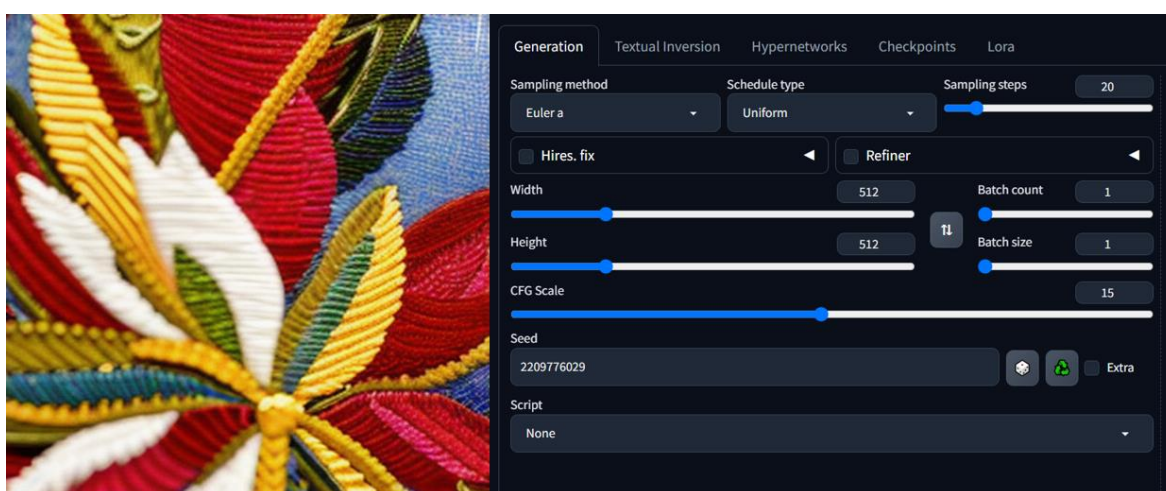 Generation Textual Inversion Hypernetworks Checkpoints Lora
Sampling method Schedule type Sampling steps 20
Euler a Uniform
Hires. fix Refiner
Width 512 Batch count 1
Height 512 Batch size 1
CFG Scale 15
Seed
2209776029 Extra
Script
None